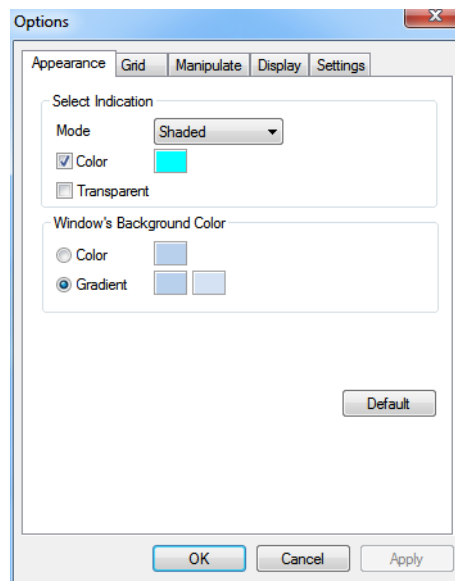 Options
Appearance Grid Manipulate Display Settings
Select Indication
Mode Shaded
Color
Transparent
Window's Background Color
Color
Gradient
Default
OK Cancel Apply